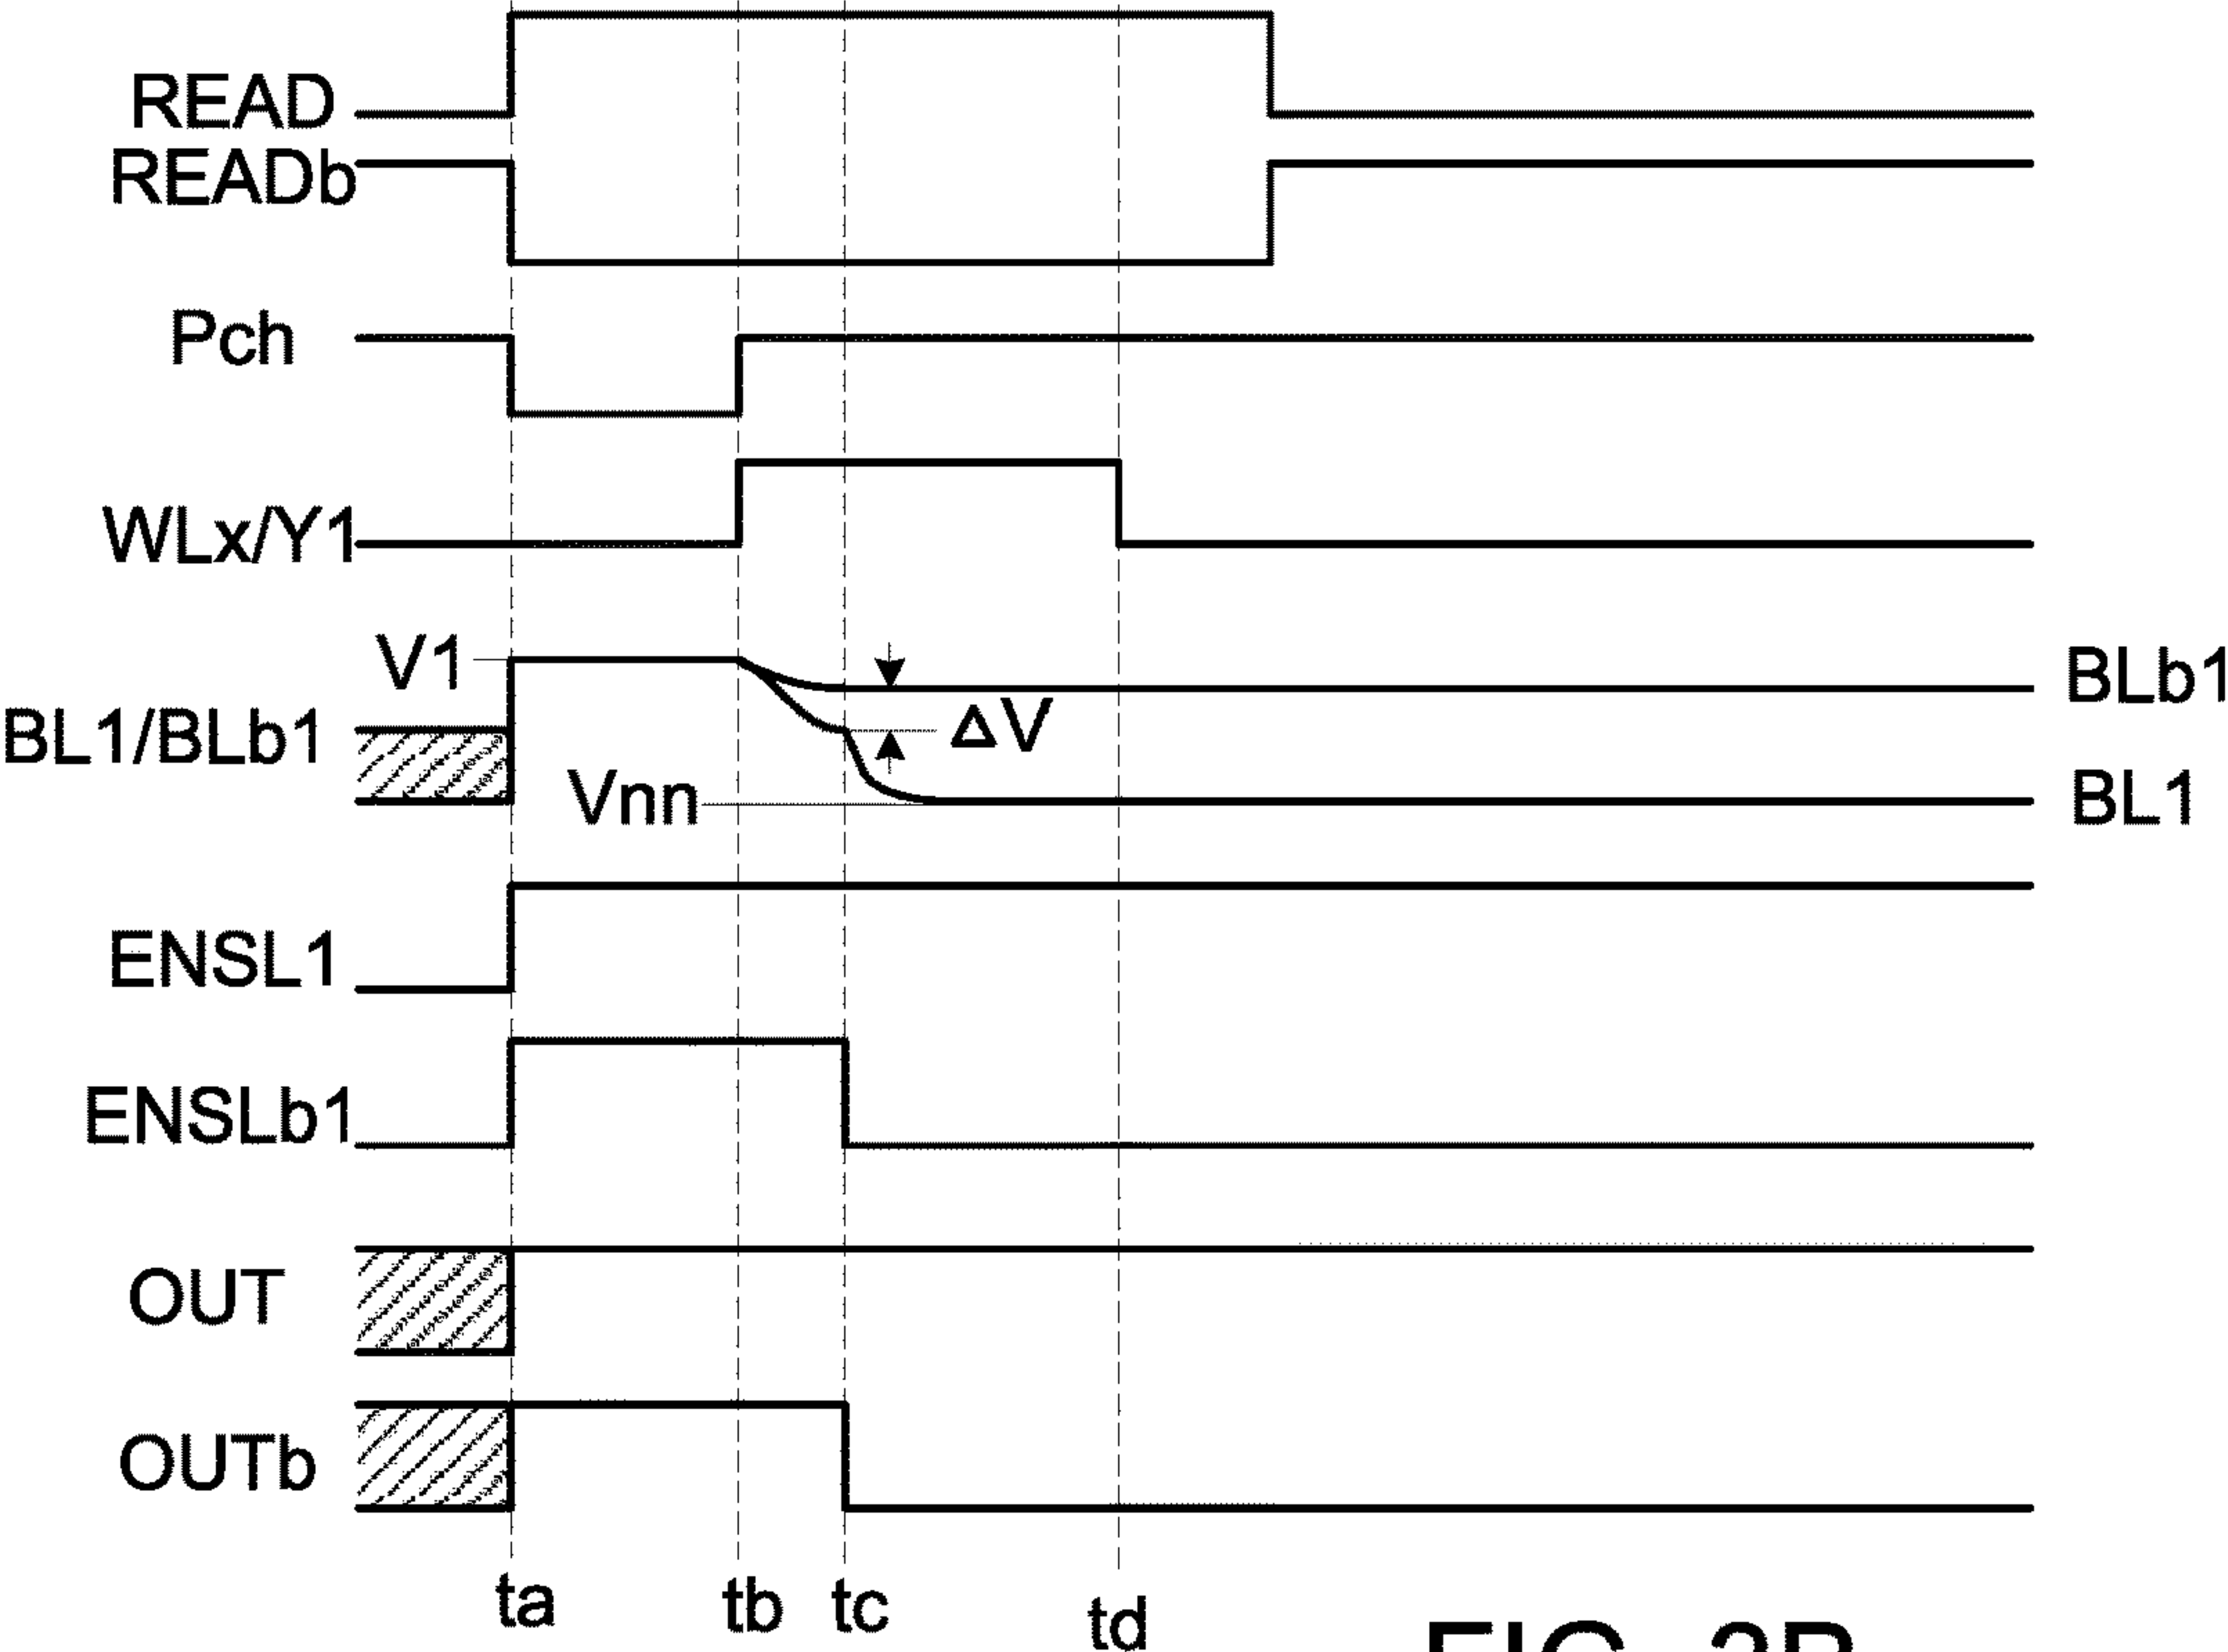 READ
READb
Pch
WLx/Y1
V1
BL1/BLb1
ΔV
Vnn
BLb1
BL1
ENSL1
ENSLb1
OUT
OUTb
ta tb tc td